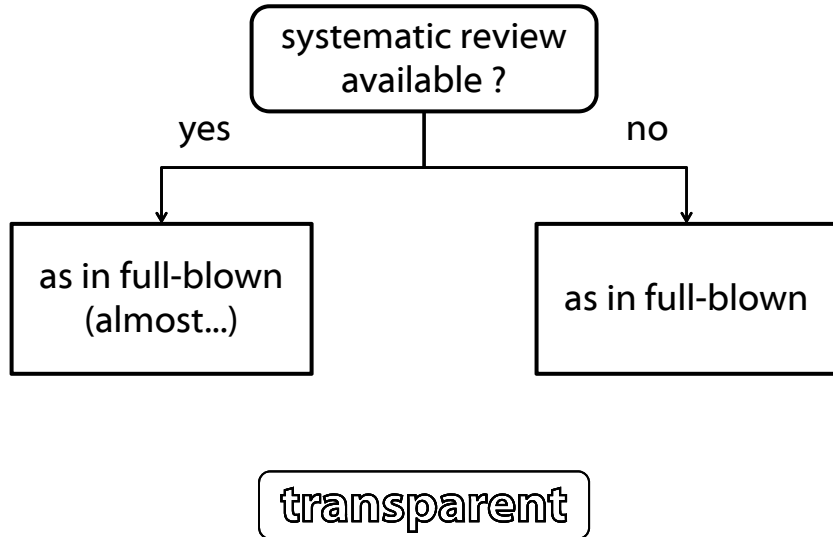 systematic review
available ?
yes
no
as in full-blown
(almost...)
as in full-blown
transparent